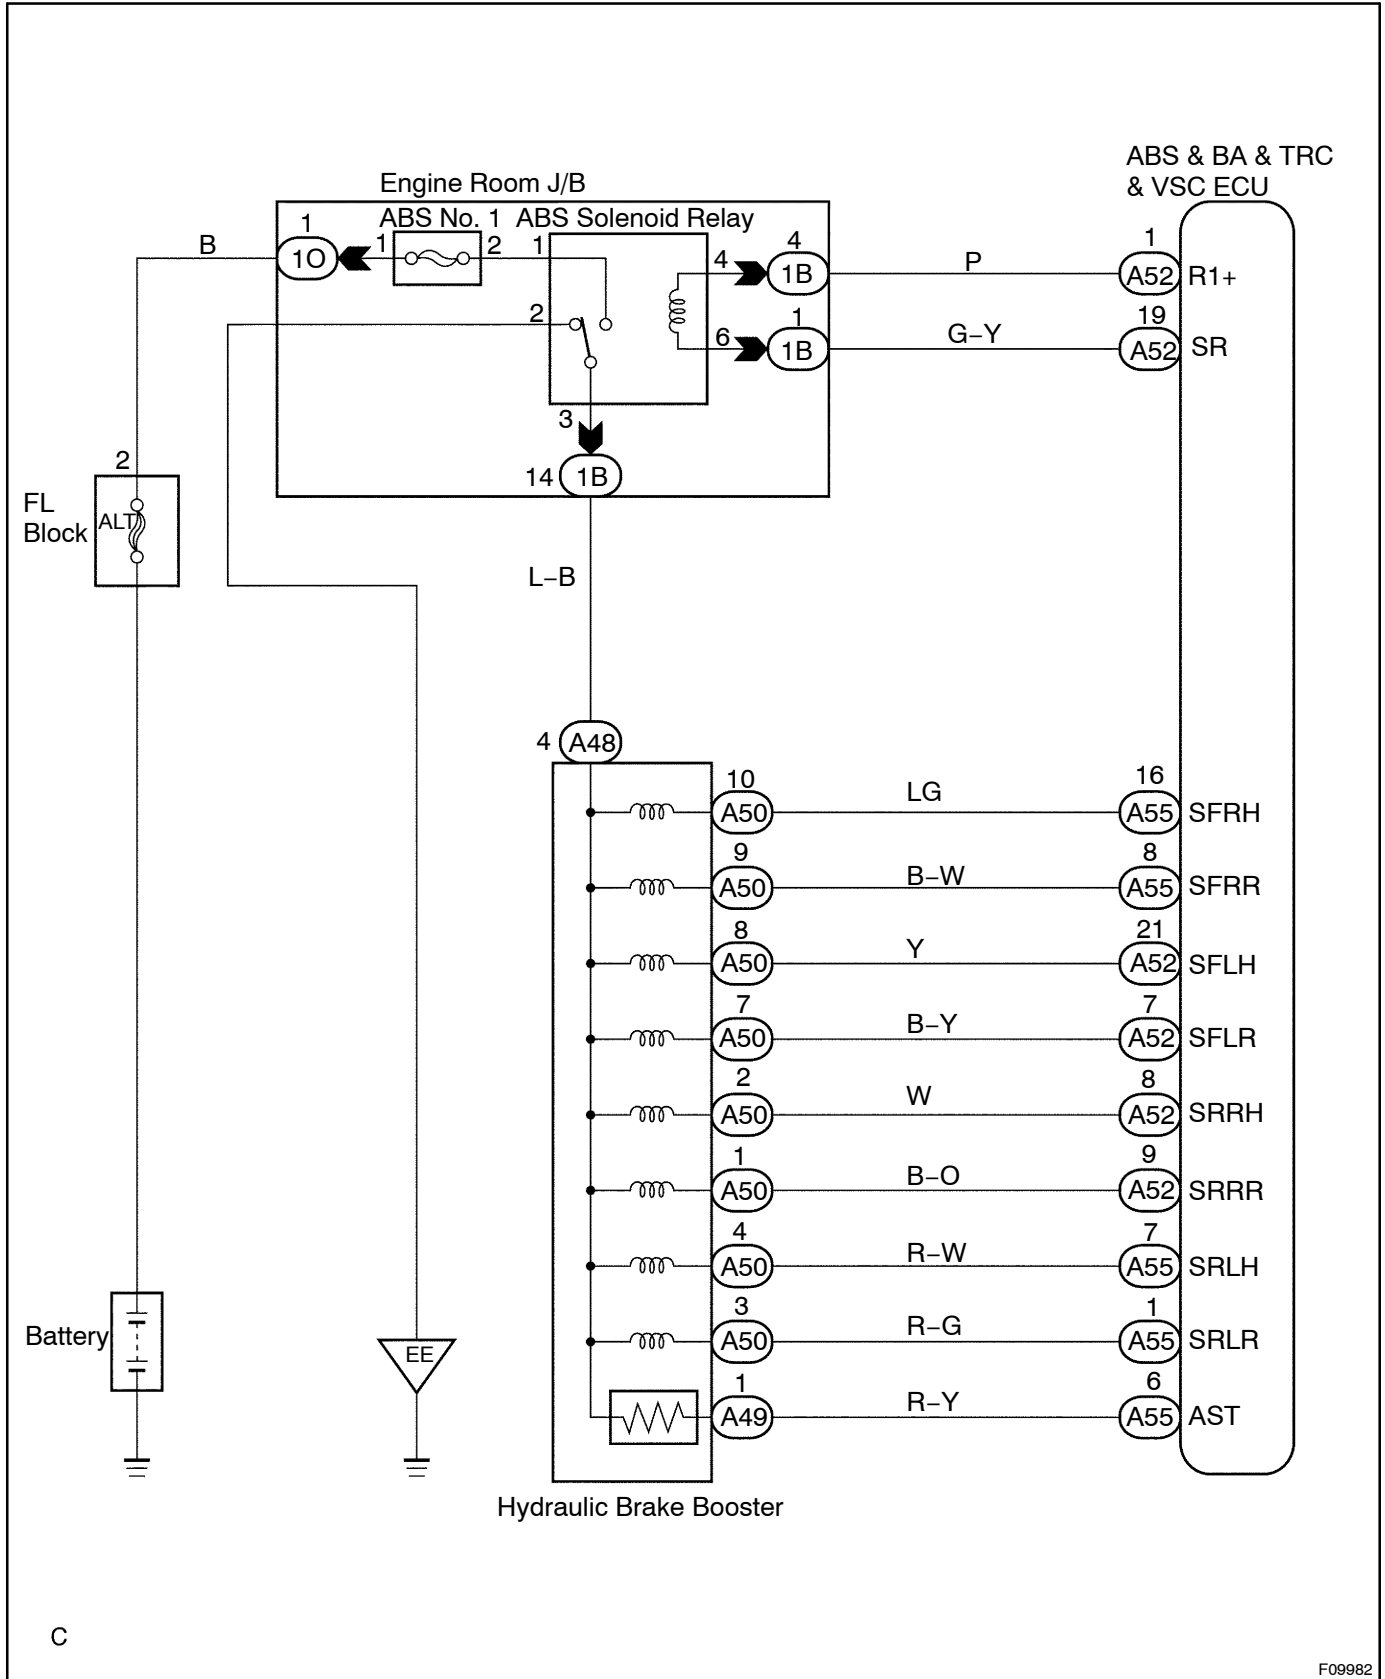 ABS & BA & TRC
& VSC ECU
Engine Room J/B
ABS No. 1 ABS Solenoid Relay
1
B
1O
1
2
1
4
4
1B
P
1
A52
R1+
2
6
1
1B
G–Y
19
A52
SR
3
14
1B
2
FL
Block
ALT
L–B
4
A48
10
A50
LG
16
A55
SFRH
9
A50
B–W
8
A55
SFRR
8
A50
Y
21
A52
SFLH
7
A50
B–Y
7
A52
SFLR
2
A50
W
8
A52
SRRH
1
A50
B–O
9
A52
SRRR
4
A50
R–W
7
A55
SRLH
3
A50
R–G
1
A55
SRLR
1
A49
R–Y
6
A55
AST
Battery
EE
Hydraulic Brake Booster
C
F09982